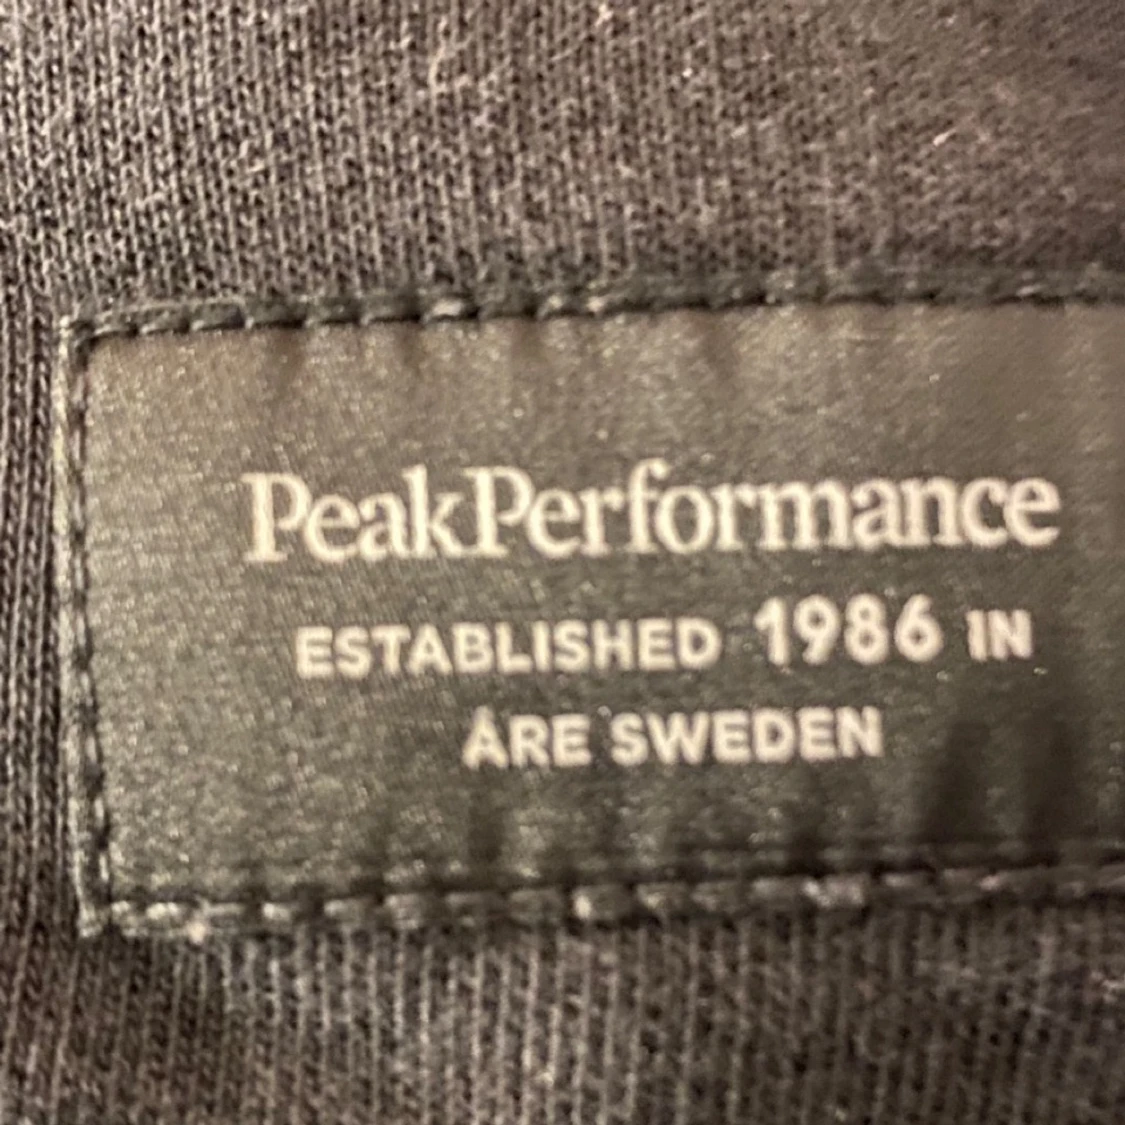 PeakPerformance
ESTABLISHED 1986 IN
ÅRE SWEDEN